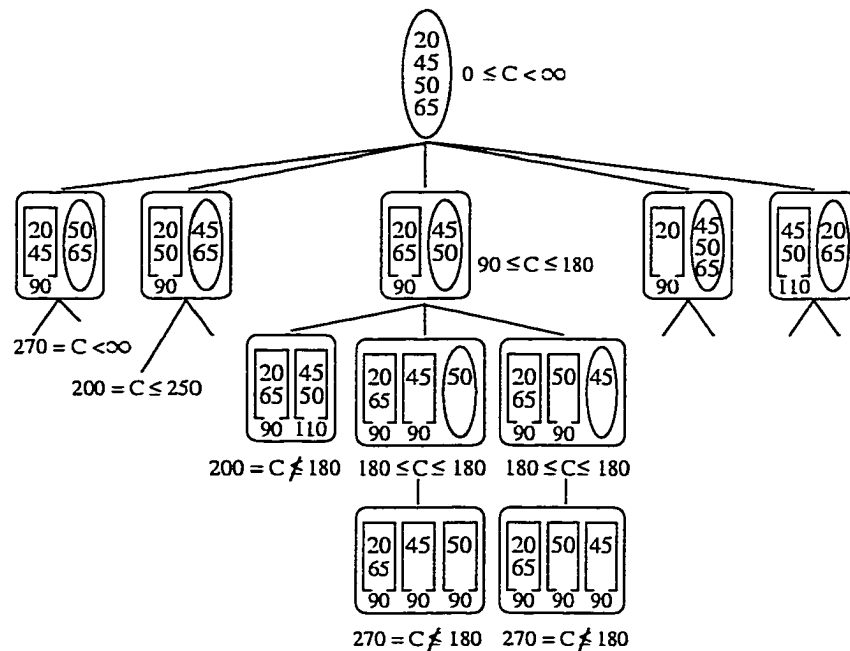 20
45
50
65
0 ≤ C < ∞
20 50
45 65
90
20 45
50 65
90
20 45
65 50
90
90 ≤ C ≤ 180
20 45
50
65
90
45 20
50 65
110
270 = C < ∞
200 = C ≤ 250
20 45
65 50
90 110
20 45 50
65
90 90
20 50 45
65
90 90
200 = C ≰ 180
180 ≤ C ≤ 180
180 ≤ C ≤ 180
20 45 50
65
90 90 90
20 50 45
65
90 90 90
270 = C ≰ 180
270 = C ≰ 180